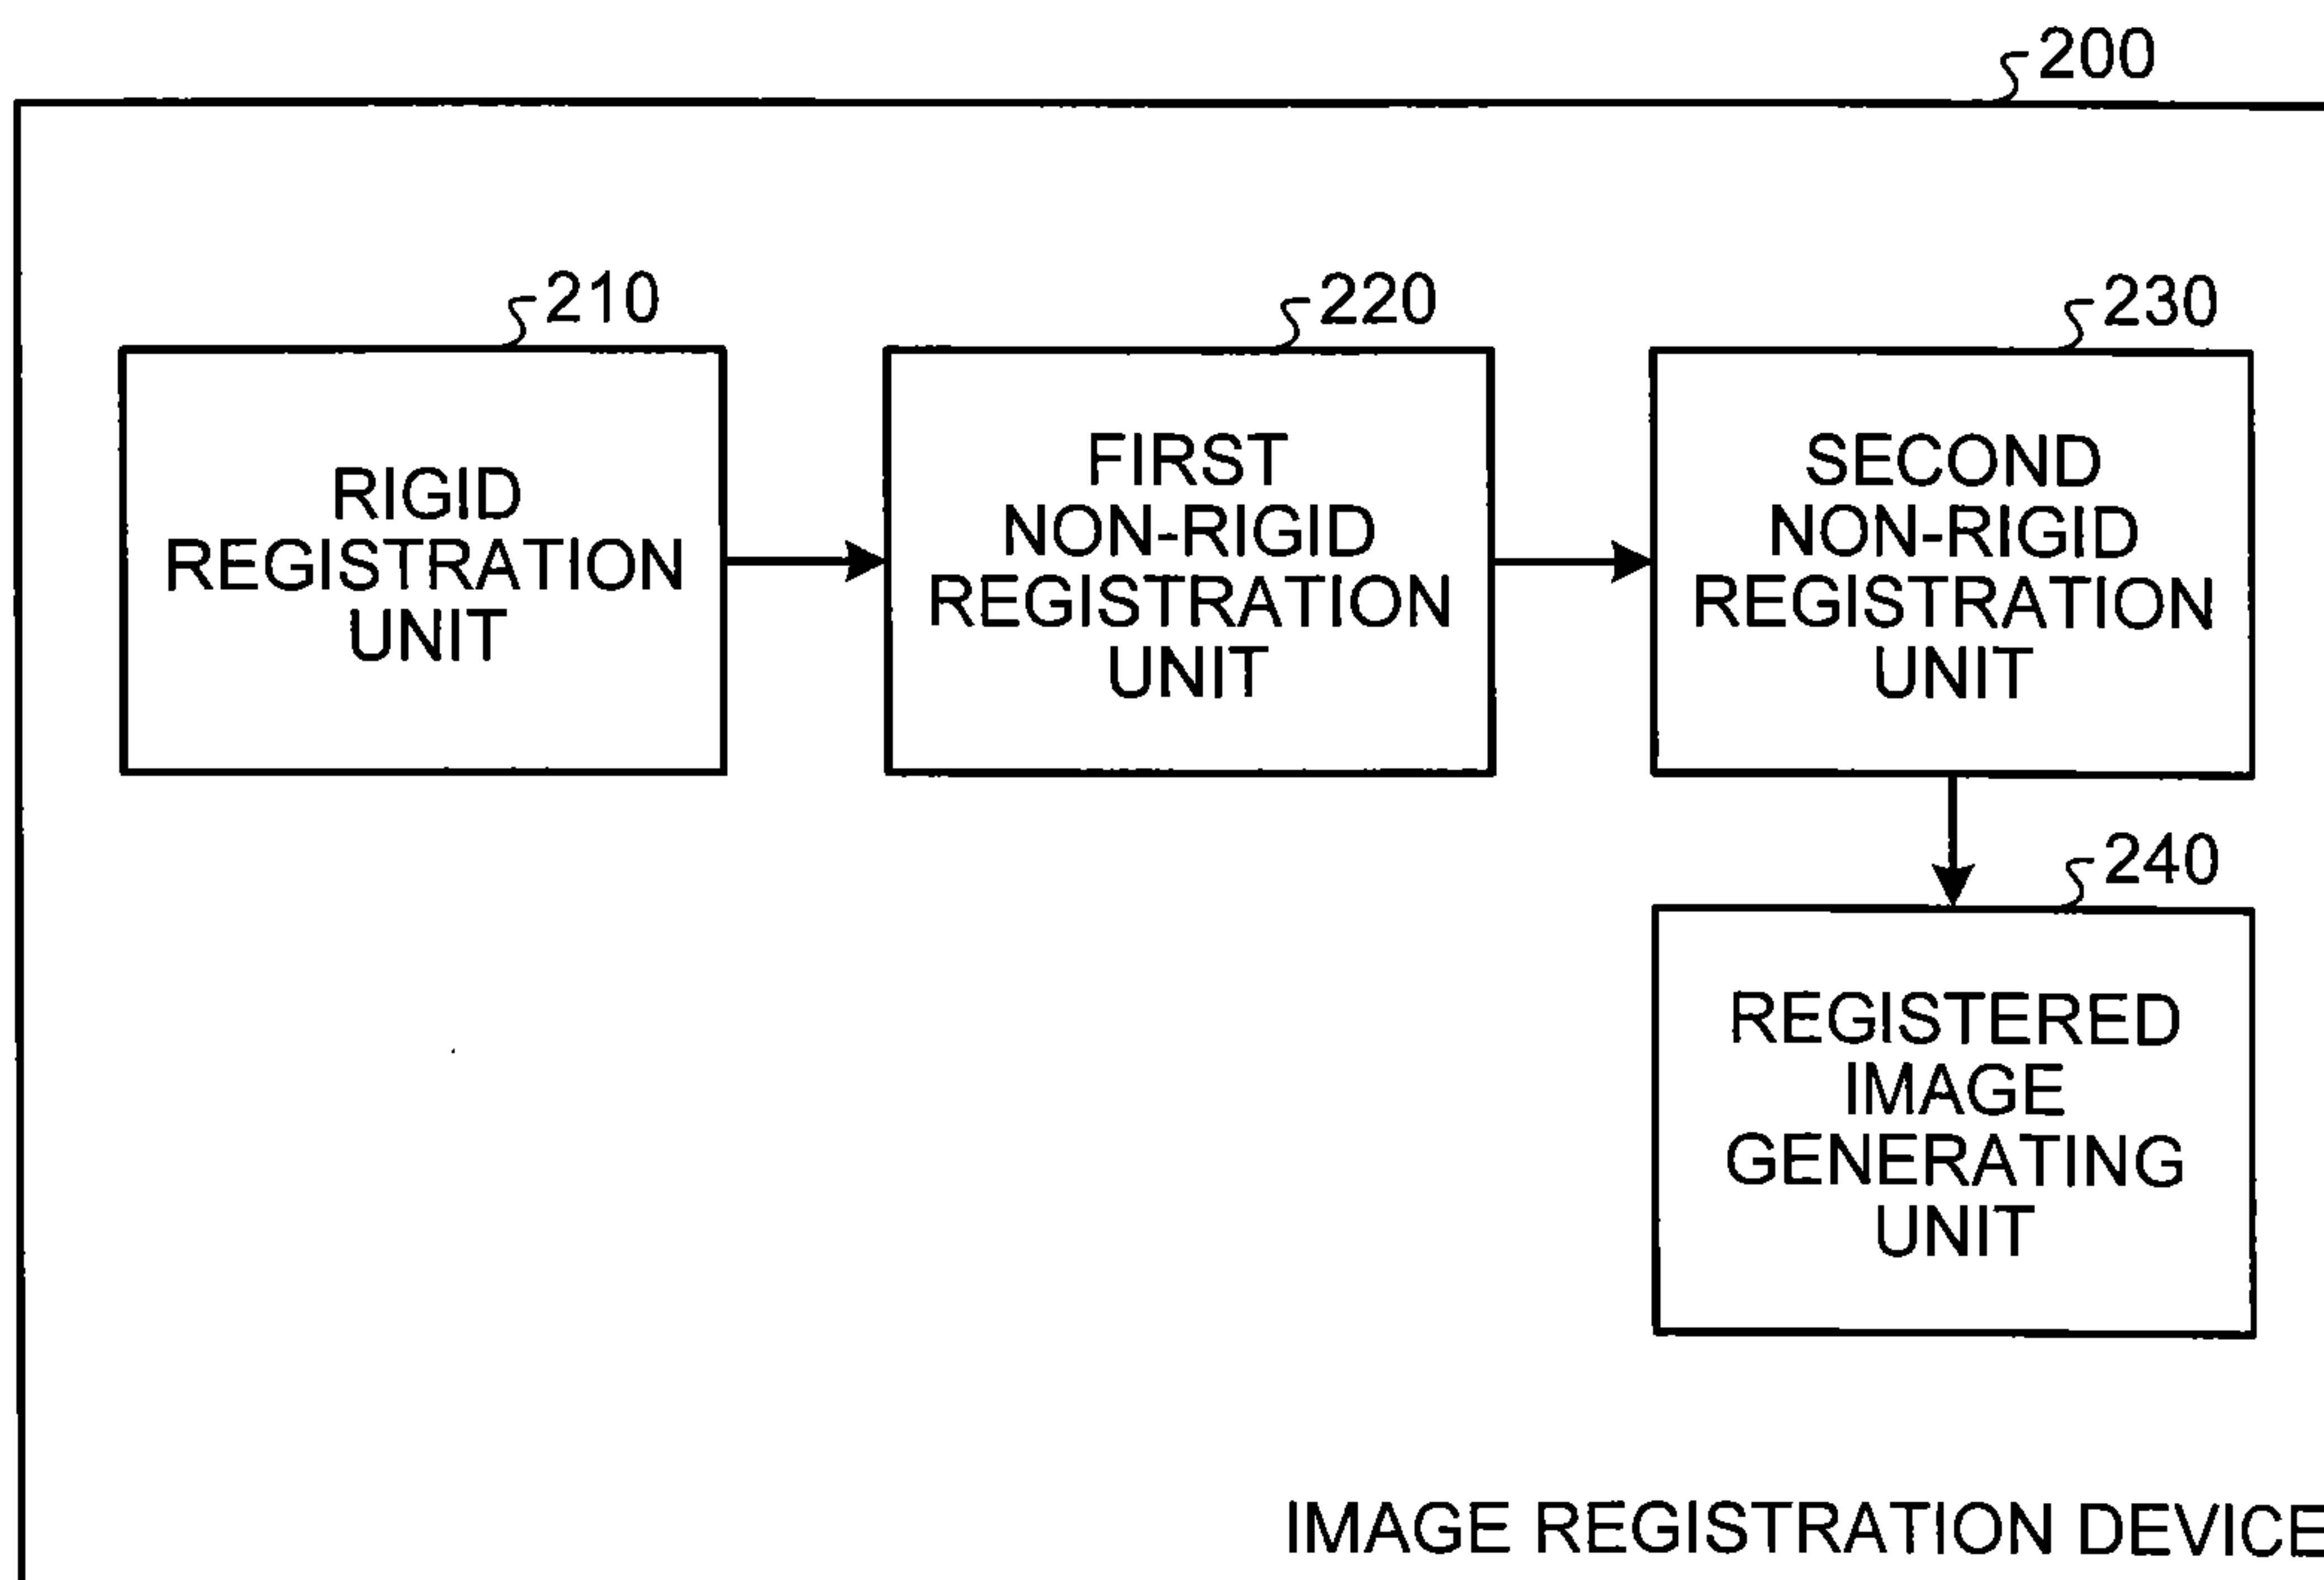 200
210
220
230
RIGID
REGISTRATION
UNIT
FIRST
NON-RIGID
REGISTRATION
UNIT
SECOND
NON-RIGID
REGISTRATION
UNIT
240
REGISTERED
IMAGE
GENERATING
UNIT
IMAGE REGISTRATION DEVICE